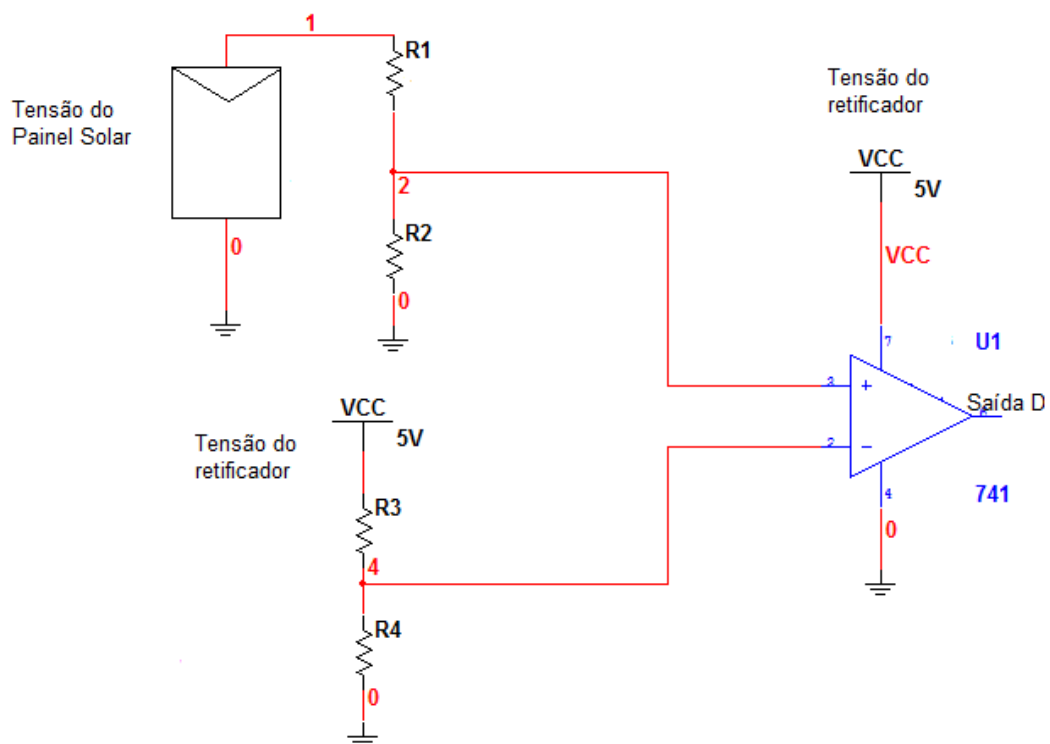 1
R1
Tensão do
Painel Solar
Tensão do
retificador
VCC
5V
2
R2
0
VCC
0
7
U1
3
+
VCC
5V
Saída D
6
Tensão do
retificador
2
−
4
741
R3
0
4
R4
0